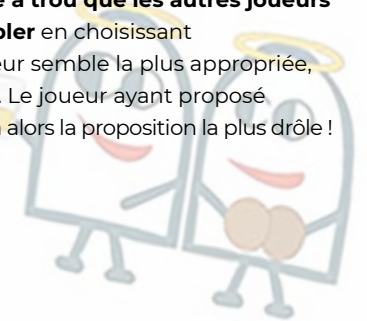 à trou que les autres joueurs
bler en choisissant
eur semble la plus appropriée,
. Le joueur ayant proposé
alors la proposition la plus drôle !